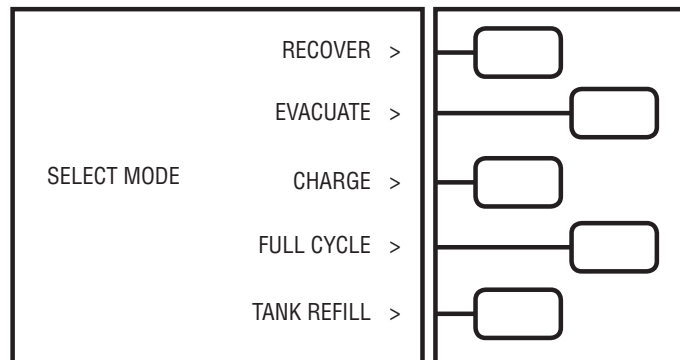 RECOVER >
EVACUATE >
SELECT MODE CHARGE >
FULL CYCLE >
TANK REFILL >